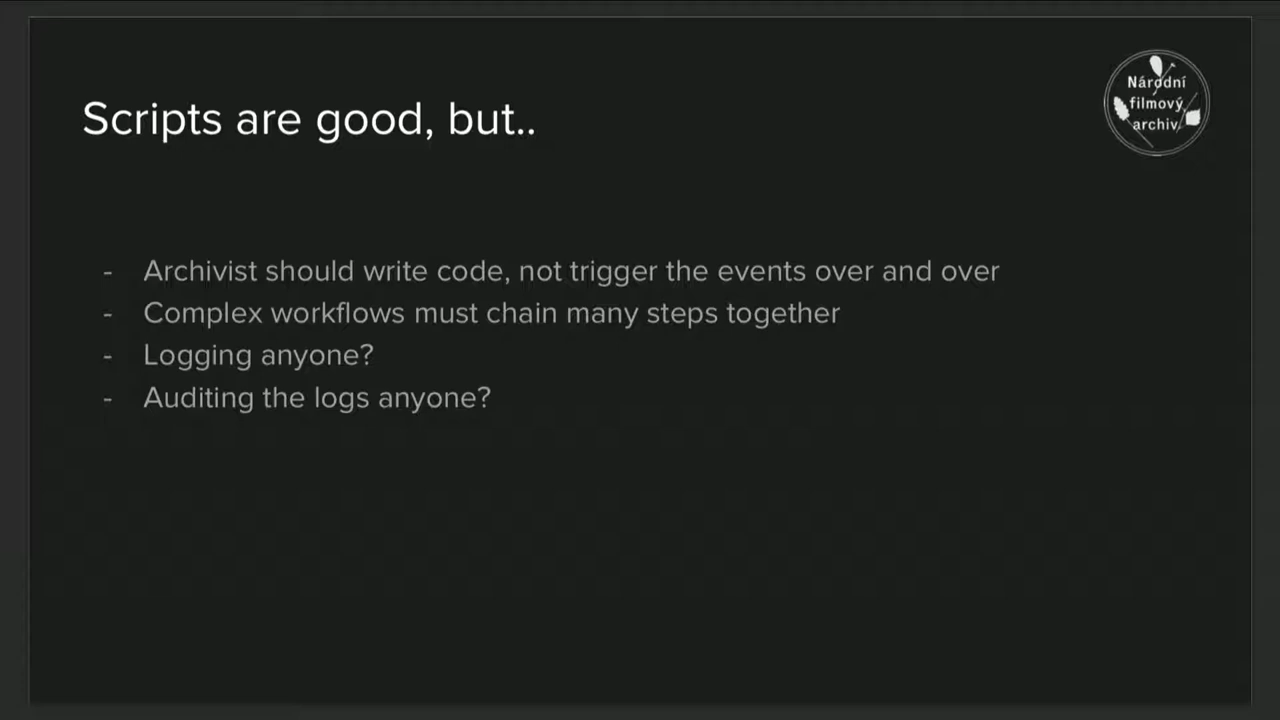 Scripts are good, but..
Národní
filmový
archiv
- Archivist should write code, not trigger the events over and over
- Complex workflows must chain many steps together
- Logging anyone?
- Auditing the logs anyone?